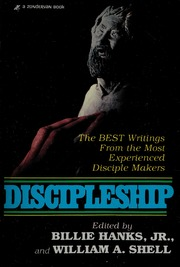 A ZONDERVAN BOOK
The BEST Writings
From the Most
Experienced
Disciple Makers
DISCIPLESHIP
Edited by
BILLIE HANKS, JR.,
and WILLIAM A. SHELL